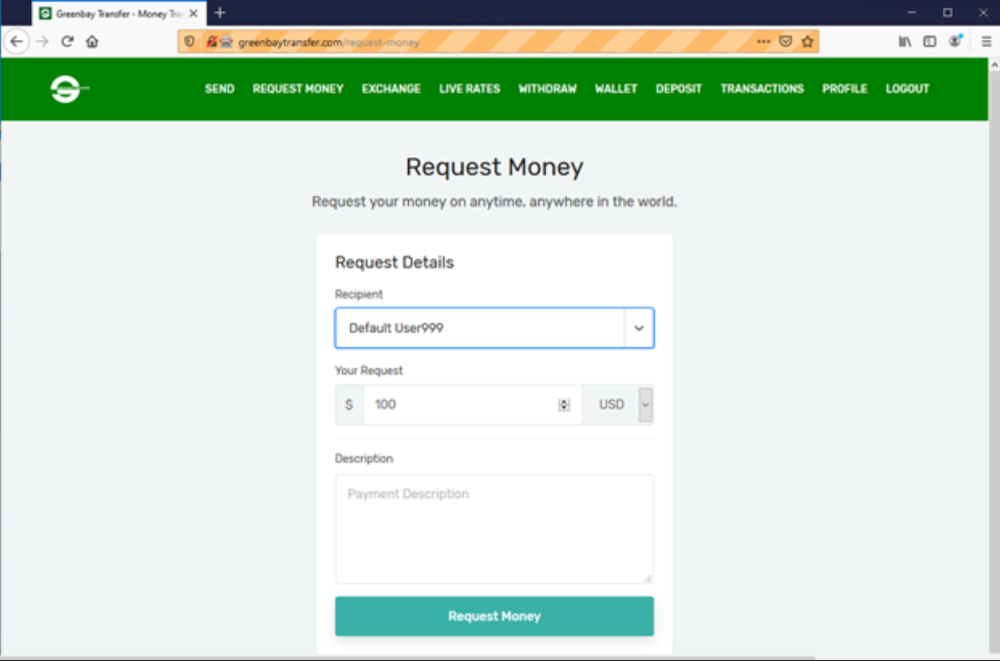 Greenbay Transfer - Money Tra
greenbaytransfer.com/request-money
SEND REQUEST MONEY EXCHANGE LIVE RATES WITHDRAW WALLET DEPOSIT TRANSACTIONS PROFILE LOGOUT
Request Money
Request your money on anytime, anywhere in the world.
Request Details
Recipient
Default User999
Your Request
$ 100 USD
Description
Payment Description
Request Money